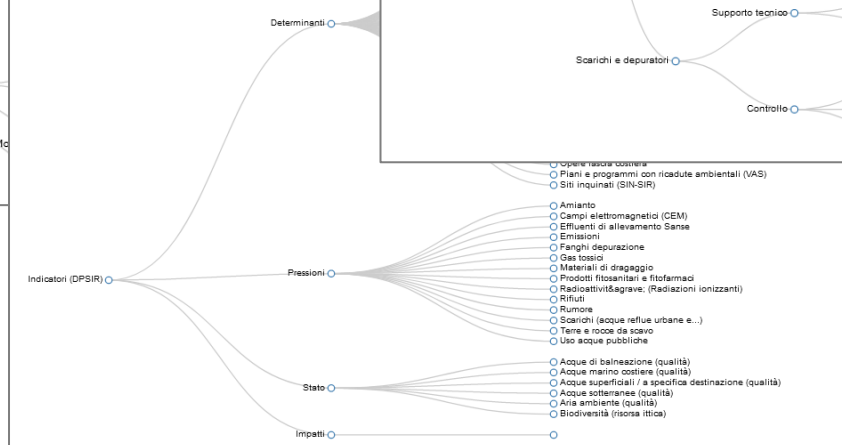 Determinanti
Supporto tecnico
Scarichi e depuratori
Controllo
Opere fascia costiera
Piani e programmi con ricadute ambientali (VAS)
Siti inquinati (SIN-SIR)
Indicatori (DPSIR)
Pressioni
Amianto
Campi elettromagnetici (CEM)
Effluenti di allevamento Sanse
Emissioni
Fanghi depurazione
Gas tossici
Materiali di dragaggio
Prodotti fitosanitari e fitofarmaci
Radioattivit&agrave; (Radiazioni ionizzanti)
Rifiuti
Rumore
Scarichi (acque reflue urbane e...)
Terre e rocce da scavo
Uso acque pubbliche
Stato
Acque di balneazione (qualità)
Acque marino costiere (qualità)
Acque superficiali / a specifica destinazione (qualità)
Acque sotterranee (qualità)
Aria ambiente (qualità)
Biodiversità (risorsa ittica)
Impatti